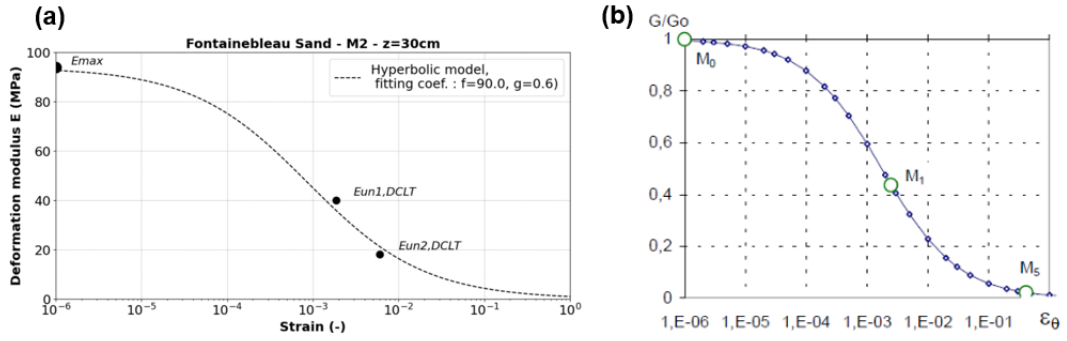 (a)
Fontainebleau Sand - M2 - z=30cm
Deformation modulus E (MPa)
100
80
60
40
20
0
Emax
Hyperbolic model,
fitting coef. : f=90.0, g=0.6)
Eun1,DCLT
Eun2,DCLT
10⁻⁶ 10⁻⁵ 10⁻⁴ 10⁻³ 10⁻² 10⁻¹ 10⁰
Strain (-)
(b)
G/Go
1
0,8
0,6
0,4
0,2
0
M₀
M₁
M₅
1,E-06 1,E-05 1,E-04 1,E-03 1,E-02 1,E-01 εθ